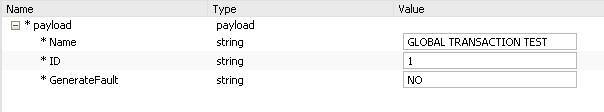 Name Type Value
* payload payload
* Name string GLOBAL TRANSACTION TEST
* ID string 1
* GenerateFault string NO